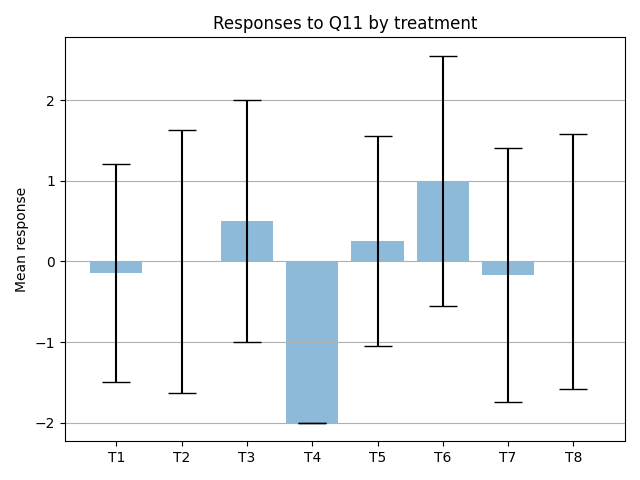 Responses to Q11 by treatment
Mean response
2
1
0
−1
−2
T1 T2 T3 T4 T5 T6 T7 T8